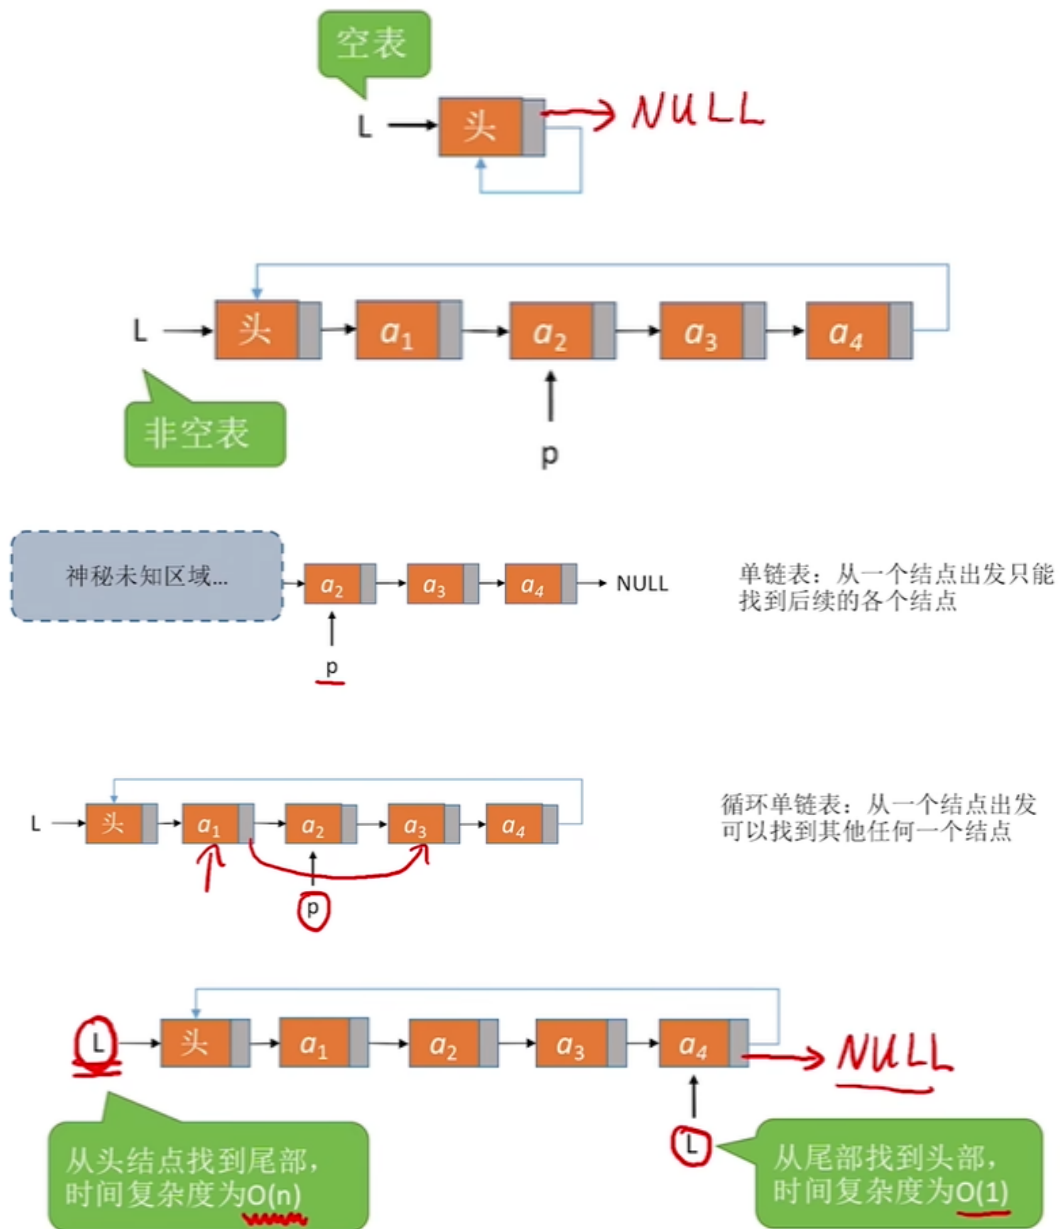 空表
L 头 NULL
L 头 a₁ a₂ a₃ a₄
非空表
p
神秘未知区域... a₂ a₃ a₄ NULL
单链表：从一个结点出发只能
找到后续的各个结点
p
L 头 a₁ a₂ a₃ a₄
循环单链表：从一个结点出发
可以找到其他任何一个结点
p
L 头 a₁ a₂ a₃ a₄ NULL
L
从头结点找到尾部，
时间复杂度为O(n)
从尾部找到头部，
时间复杂度为O(1)